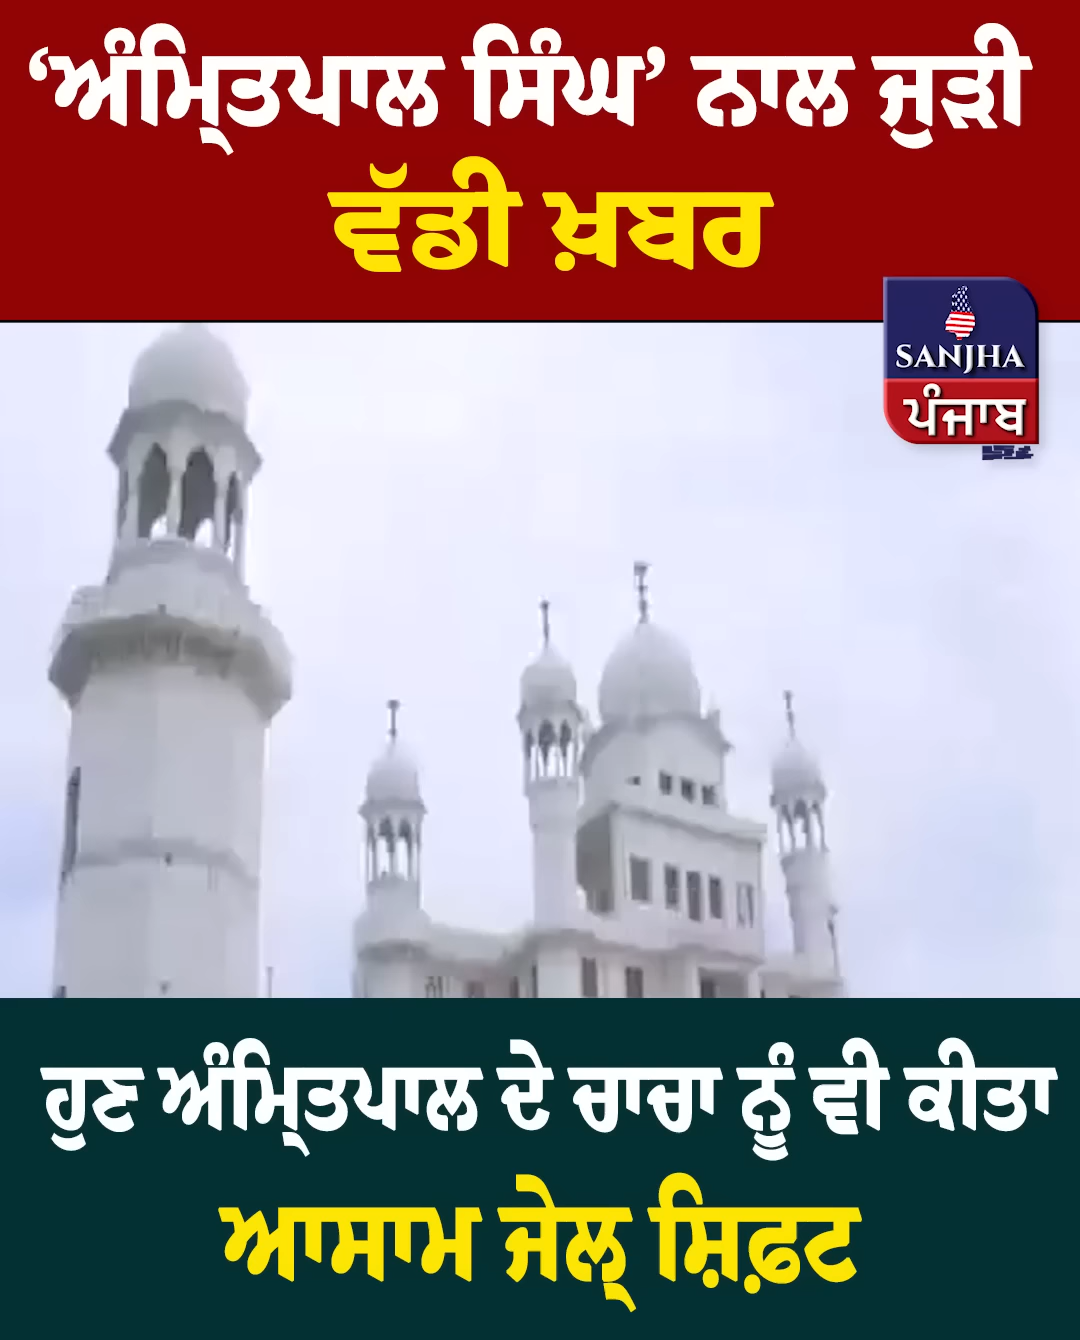 ‘ਅੰਮ੍ਰਿਤਪਾਲ ਸਿੰਘ’ ਨਾਲ ਜੁੜੀ
ਵੱਡੀ ਖ਼ਬਰ
SANJHA
ਪੰਜਾਬ
ਹੁਣ ਅੰਮ੍ਰਿਤਪਾਲ ਦੇ ਚਾਚਾ ਨੂੰ ਵੀ ਕੀਤਾ
ਆਸਾਮ ਜੇਲ੍ਹ ਸ਼ਿਫ਼ਟ